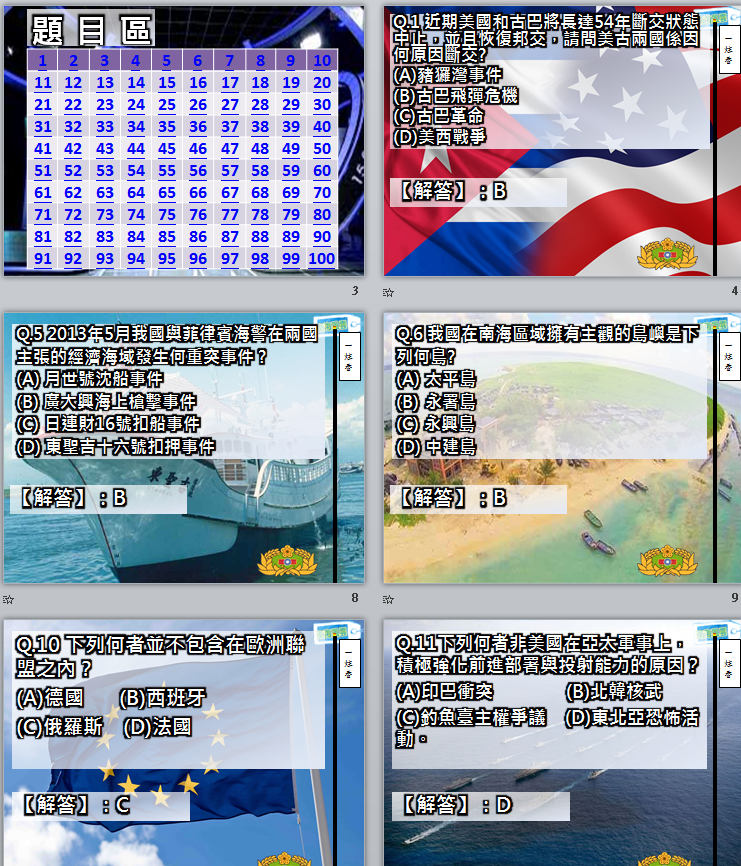 題 目 區
1 2 3 4 5 6 7 8 9 10
11 12 13 14 15 16 17 18 19 20
21 22 23 24 25 26 27 28 29 30
31 32 33 34 35 36 37 38 39 40
41 42 43 44 45 46 47 48 49 50
51 52 53 54 55 56 57 58 59 60
61 62 63 64 65 66 67 68 69 70
71 72 73 74 75 76 77 78 79 80
81 82 83 84 85 86 87 88 89 90
91 92 93 94 95 96 97 98 99 100
3
Q.1 近期美國和古巴將長達54年斷交狀態
中止，並且恢復邦交，請問美古兩國係因
何原因斷交?
(A)豬玀灣事件
(B)古巴飛彈危機
(C)古巴革命
(D)美西戰爭
【解答】：B
4
Q.5 2013年5月我國與菲律賓海警在兩國
主張的經濟海域發生何重突事件？
(A) 月世號沈船事件
(B) 廣大興海上槍擊事件
(C) 日連財16號扣船事件
(D) 東聖吉十六號扣押事件
【解答】：B
8
Q.6 我國在南海區域擁有主觀的島嶼是下
列何島?
(A) 太平島
(B) 永署島
(C) 永興島
(D) 中建島
【解答】：B
9
Q.10 下列何者並不包含在歐洲聯
盟之內？
(A)德國 (B)西班牙
(C)俄羅斯 (D)法國
【解答】：C
Q.11下列何者非美國在亞太軍事上，
積極強化前進部署與投射能力的原因？
(A)印巴衝突 (B)北韓核武
(C)釣魚臺主權爭議 (D)東北亞恐怖活
動。
【解答】：D